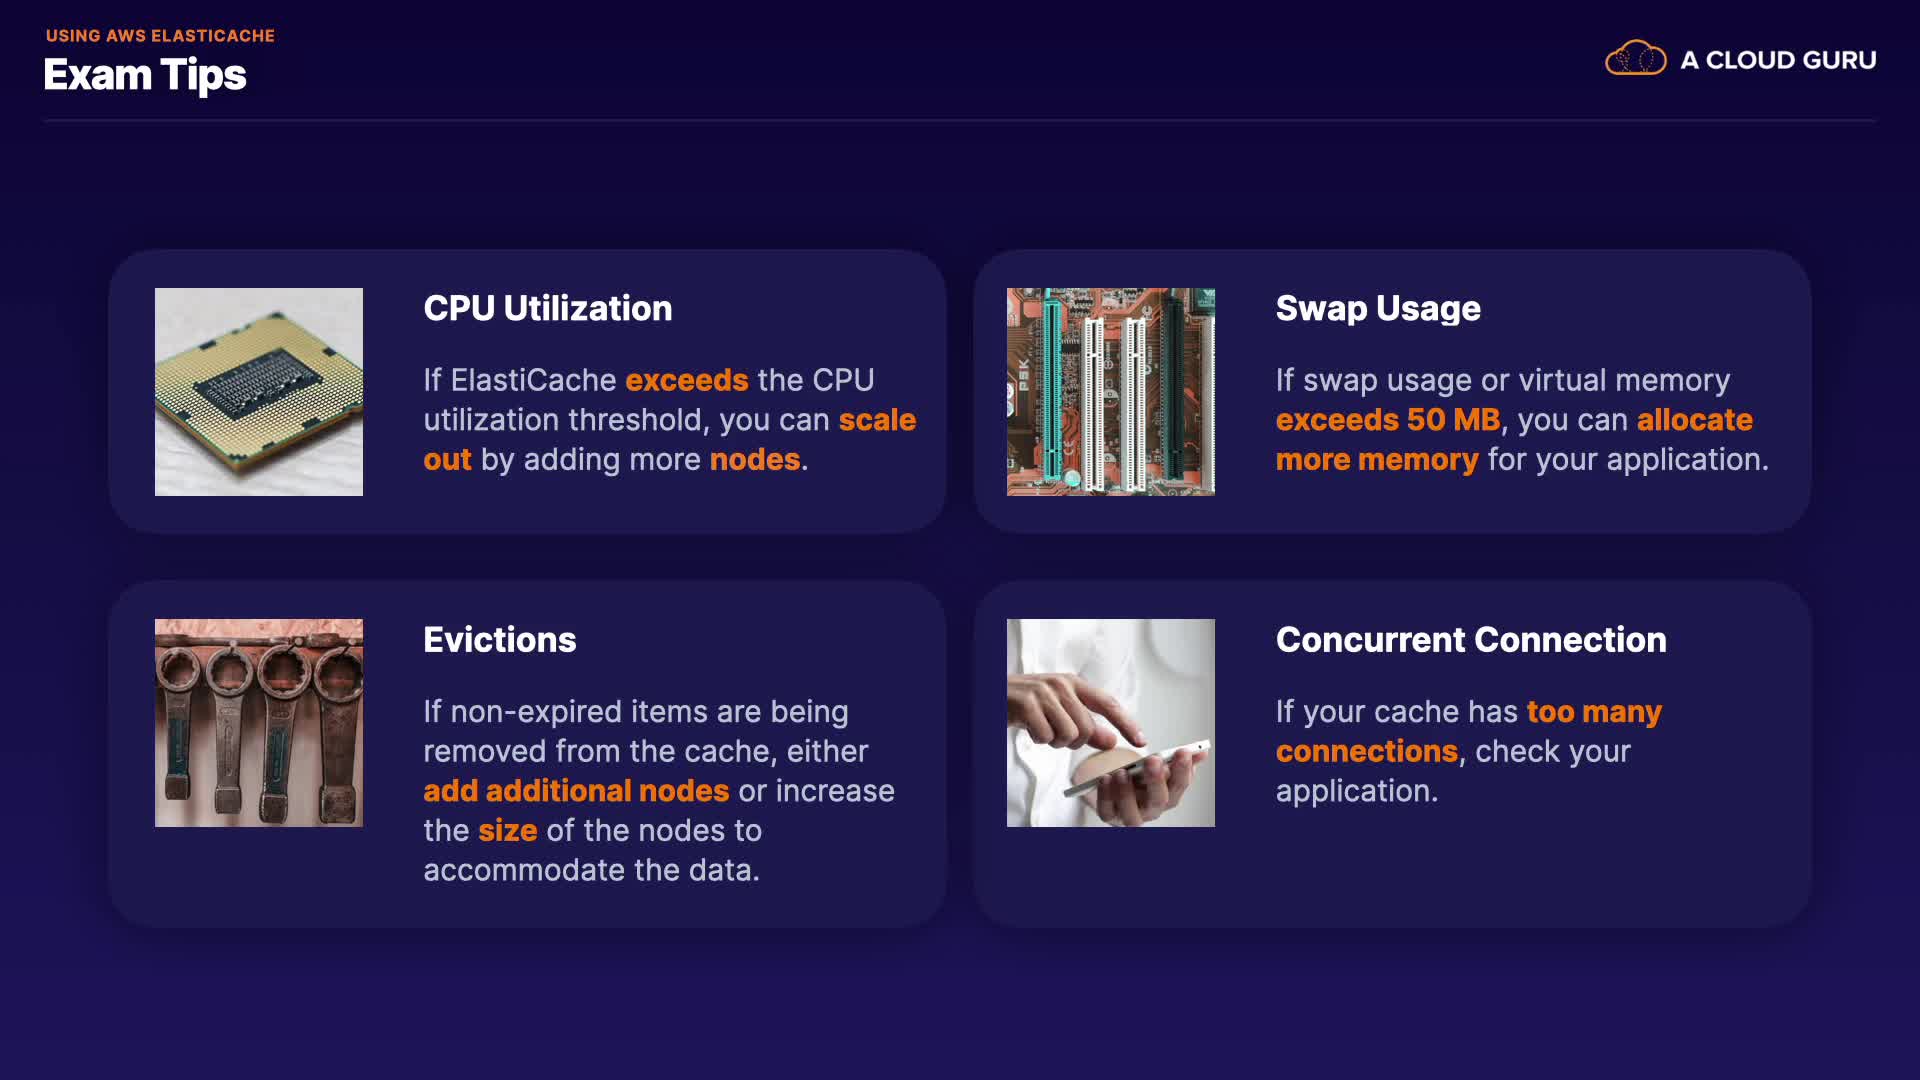 USING AWS ELASTICACHE
Exam Tips
A CLOUD GURU
CPU Utilization
If ElastiCache exceeds the CPU
utilization threshold, you can scale
out by adding more nodes.
Swap Usage
If swap usage or virtual memory
exceeds 50 MB, you can allocate
more memory for your application.
Evictions
If non-expired items are being
removed from the cache, either
add additional nodes or increase
the size of the nodes to
accommodate the data.
Concurrent Connection
If your cache has too many
connections, check your
application.